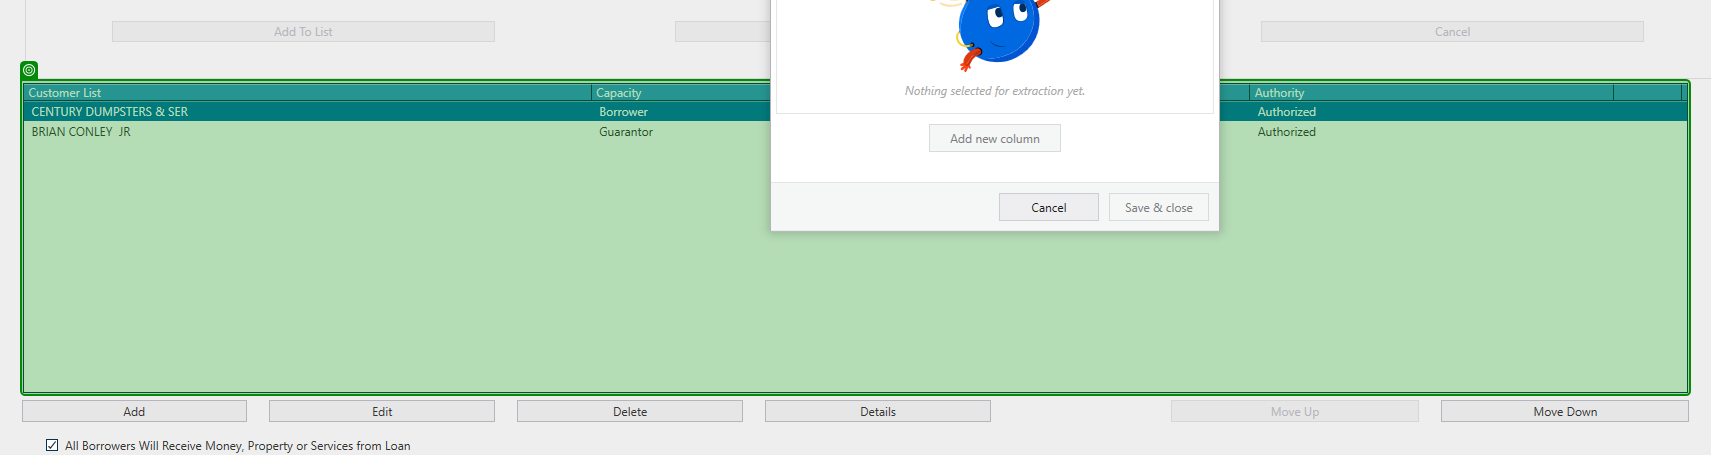 Add To List
Cancel
Nothing selected for extraction yet.
Customer List Capacity Authority
CENTURY DUMPSTERS & SER Borrower Authorized
BRIAN CONLEY JR Guarantor Authorized
Add new column
Cancel Save & close
Add Edit Delete Details Move Up Move Down
All Borrowers Will Receive Money, Property or Services from Loan